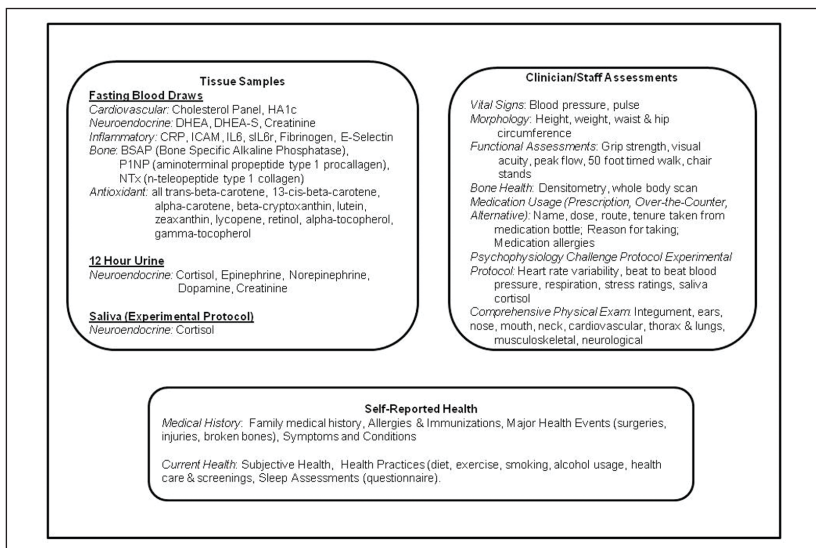 Tissue Samples
Fasting Blood Draws
Cardiovascular: Cholesterol Panel, HA1c
Neuroendocrine: DHEA, DHEA-S, Creatinine
Inflammatory: CRP, ICAM, IL6, sIL6r, Fibrinogen, E-Selectin
Bone: BSAP (Bone Specific Alkaline Phosphatase),
P1NP (aminoterminal propeptide type 1 procallagen),
NTx (n-teleopeptide type 1 collagen)
Antioxidant: all trans-beta-carotene, 13-cis-beta-carotene,
alpha-carotene, beta-cryptoxanthin, lutein,
zeaxanthin, lycopene, retinol, alpha-tocopherol,
gamma-tocopherol
12 Hour Urine
Neuroendocrine: Cortisol, Epinephrine, Norepinephrine,
Dopamine, Creatinine
Saliva (Experimental Protocol)
Neuroendocrine: Cortisol
Clinician/Staff Assessments
Vital Signs: Blood pressure, pulse
Morphology: Height, weight, waist & hip
circumference
Functional Assessments: Grip strength, visual
acuity, peak flow, 50 foot timed walk, chair
stands
Bone Health: Densitometry, whole body scan
Medication Usage (Prescription, Over-the-Counter,
Alternative): Name, dose, route, tenure taken from
medication bottle; Reason for taking;
Medication allergies
Psychophysiology Challenge Protocol Experimental
Protocol: Heart rate variability, beat to beat blood
pressure, respiration, stress ratings, saliva
cortisol
Comprehensive Physical Exam: Integument, ears,
nose, mouth, neck, cardiovascular, thorax & lungs,
musculoskeletal, neurological
Self-Reported Health
Medical History: Family medical history, Allergies & Immunizations, Major Health Events (surgeries,
injuries, broken bones), Symptoms and Conditions
Current Health: Subjective Health, Health Practices (diet, exercise, smoking, alcohol usage, health
care & screenings, Sleep Assessments (questionnaire).